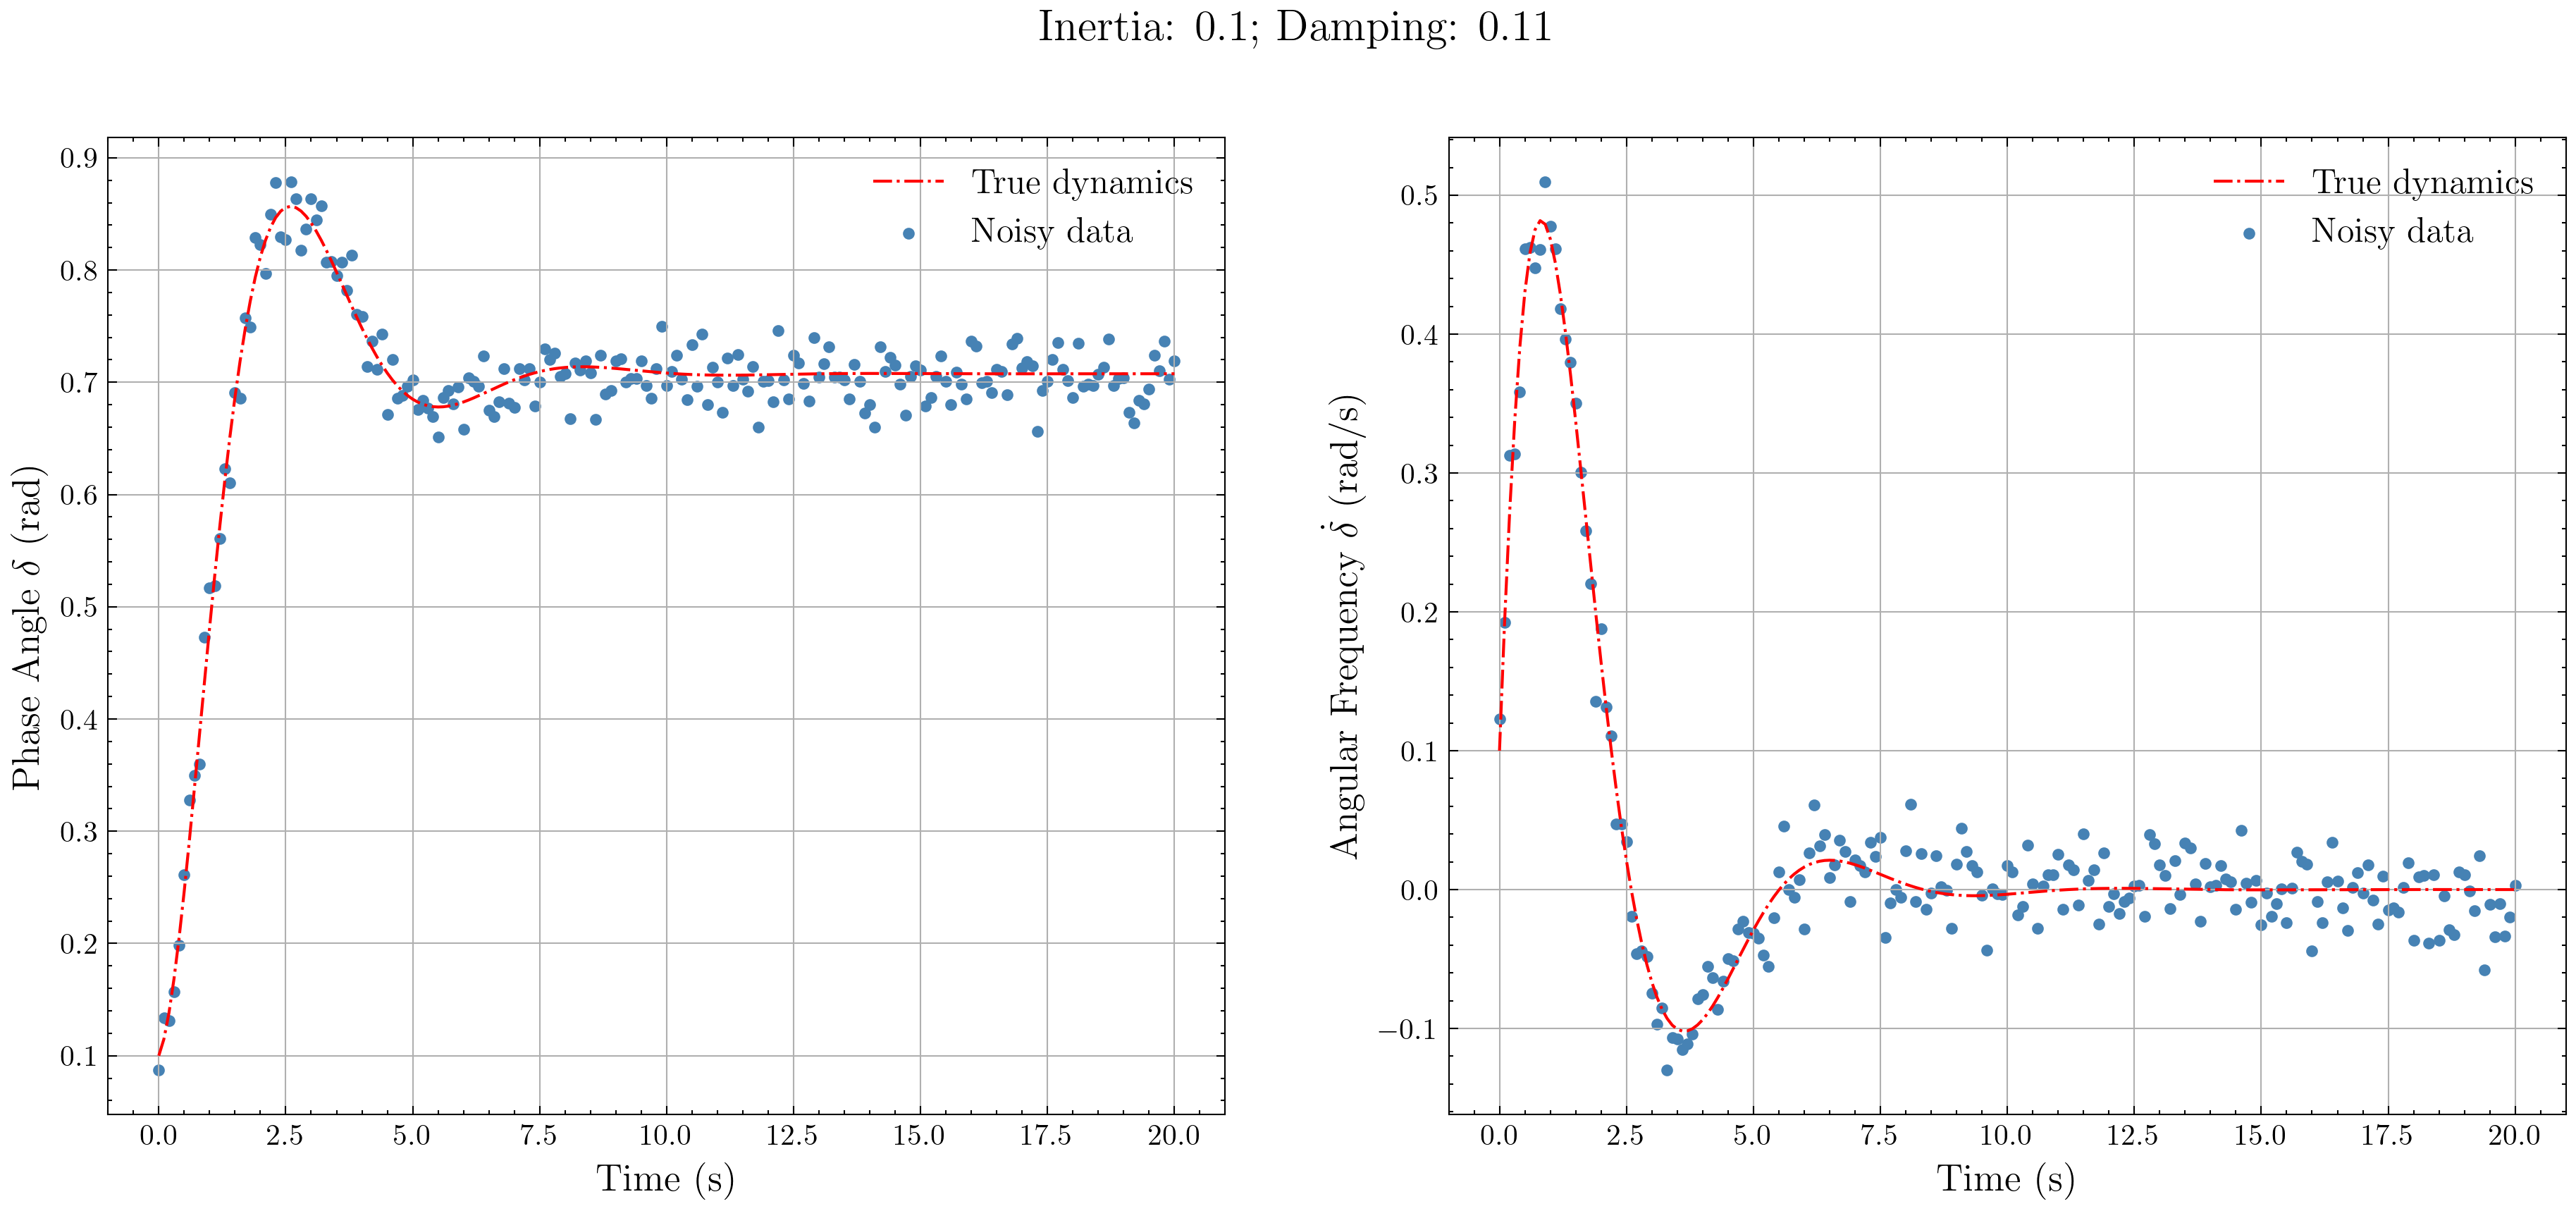 Inertia: 0.1; Damping: 0.11
Phase Angle δ (rad)
0.9
0.8
0.7
0.6
0.5
0.4
0.3
0.2
0.1
True dynamics
Noisy data
0.0 2.5 5.0 7.5 10.0 12.5 15.0 17.5 20.0
Time (s)
Angular Frequency δ̇ (rad/s)
0.5
0.4
0.3
0.2
0.1
0.0
−0.1
True dynamics
Noisy data
0.0 2.5 5.0 7.5 10.0 12.5 15.0 17.5 20.0
Time (s)